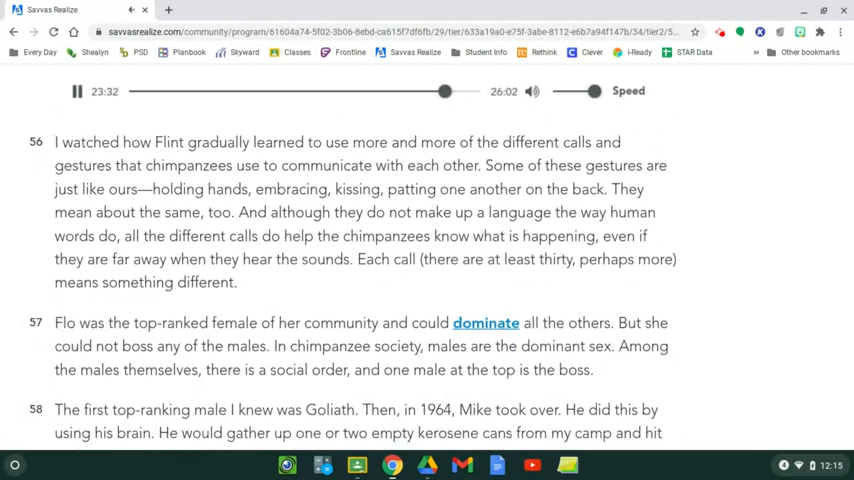 Savvas Realize
savvasrealize.com/community/program/61604a74-5f02-3b06-8ebd-ca615f7df6fb/29/tier/633a19a0-e75f-3abe-8112-e6b7a94f147b/34/tier2/5...
Every Day Shealyn PSD Planbook Skyward Classes Frontline Savvas Realize Student Info Rethink Clever i-Ready STAR Data » Other bookmarks
23:32 26:02 Speed
56 I watched how Flint gradually learned to use more and more of the different calls and
gestures that chimpanzees use to communicate with each other. Some of these gestures are
just like ours—holding hands, embracing, kissing, patting one another on the back. They
mean about the same, too. And although they do not make up a language the way human
words do, all the different calls do help the chimpanzees know what is happening, even if
they are far away when they hear the sounds. Each call (there are at least thirty, perhaps more)
means something different.
57 Flo was the top-ranked female of her community and could dominate all the others. But she
could not boss any of the males. In chimpanzee society, males are the dominant sex. Among
the males themselves, there is a social order, and one male at the top is the boss.
58 The first top-ranking male I knew was Goliath. Then, in 1964, Mike took over. He did this by
using his brain. He would gather up one or two empty kerosene cans from my camp and hit
4 12:15